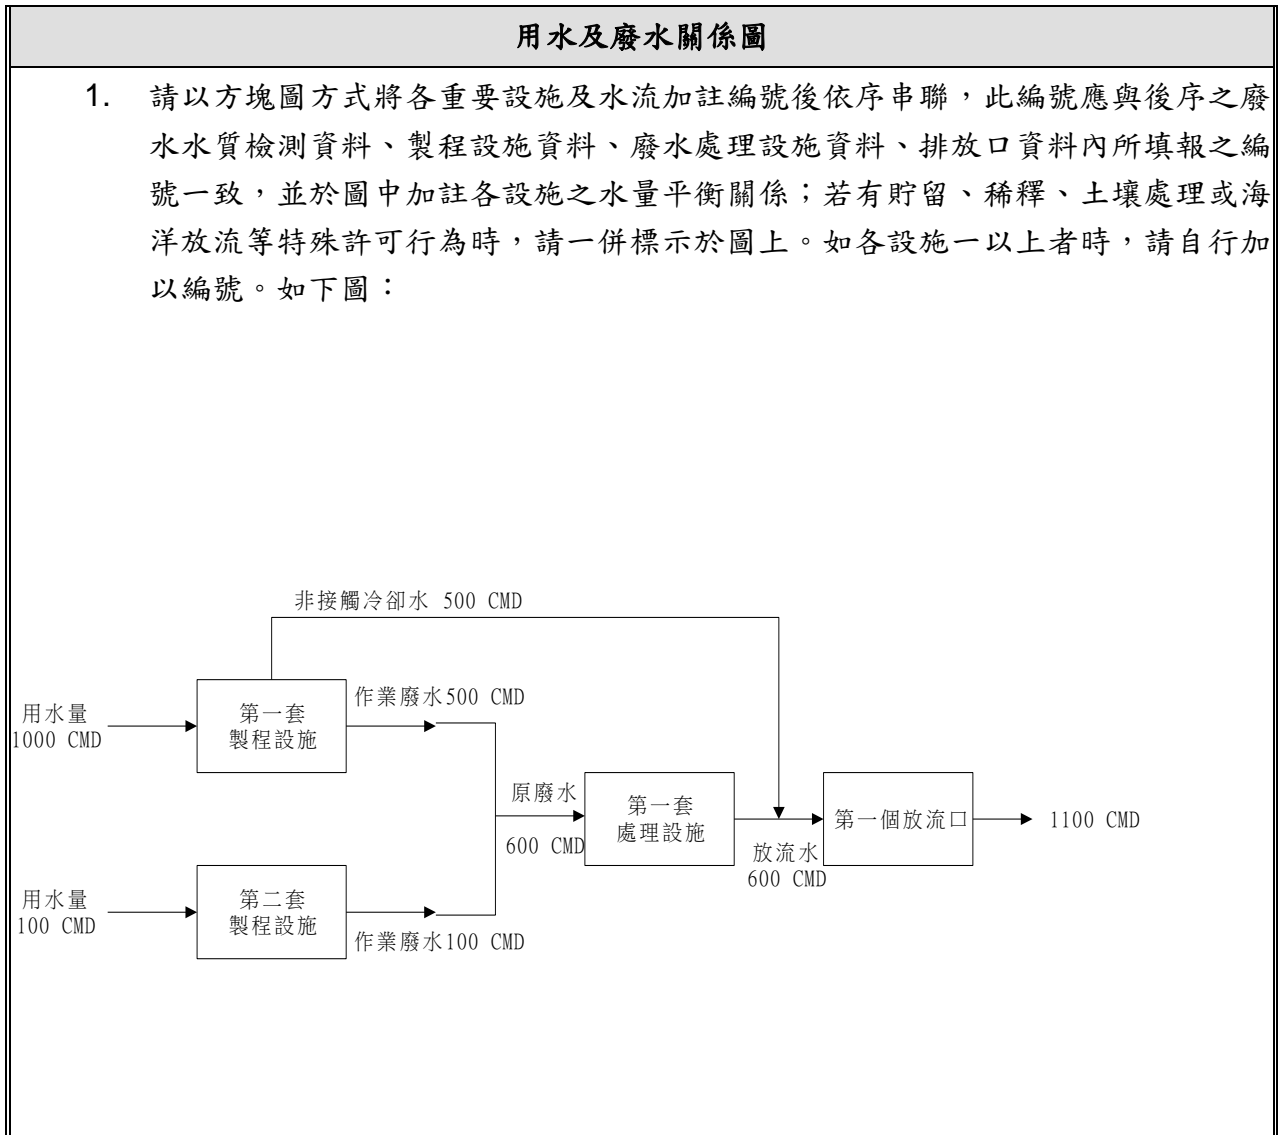 用水及廢水關係圖
1. 請以方塊圖方式將各重要設施及水流加註編號後依序串聯，此編號應與後序之廢
水水質檢測資料、製程設施資料、廢水處理設施資料、排放口資料內所填報之編
號一致，並於圖中加註各設施之水量平衡關係；若有貯留、稀釋、土壤處理或海
洋放流等特殊許可行為時，請一併標示於圖上。如各設施一以上者時，請自行加
以編號。如下圖：
非接觸冷卻水 500 CMD
用水量
1000 CMD
第一套
製程設施
作業廢水500 CMD
原廢水
600 CMD
第一套
處理設施
放流水
600 CMD
第一個放流口
1100 CMD
用水量
100 CMD
第二套
製程設施
作業廢水100 CMD